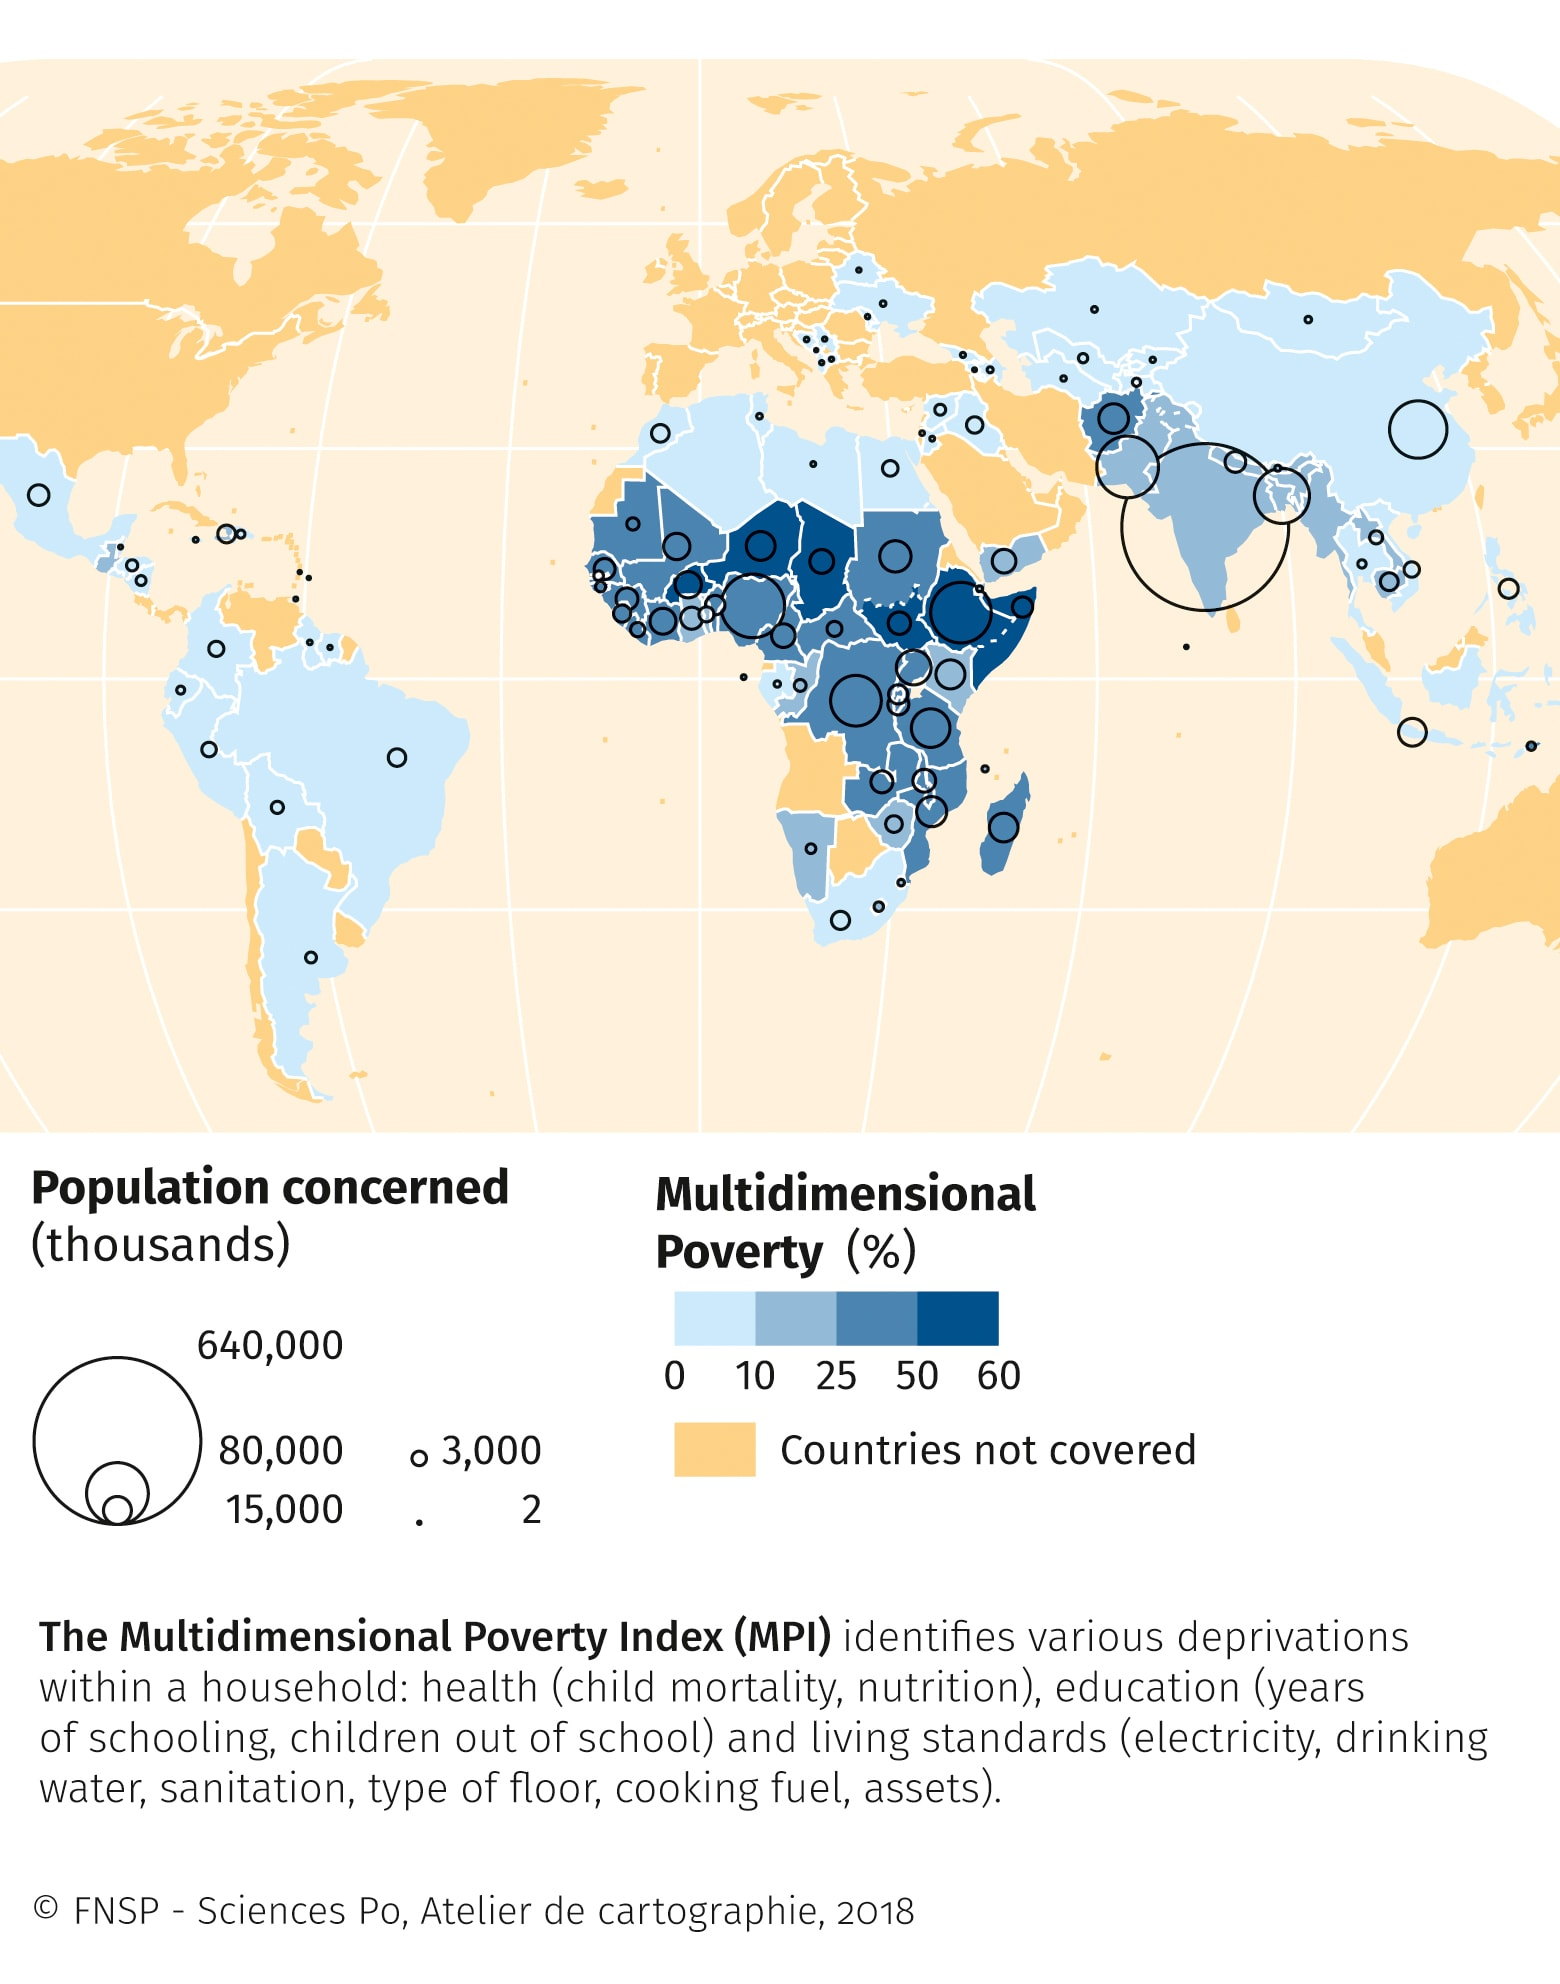 Population concerned
(thousands)
640,000
80,000
15,000
3,000
2
Multidimensional
Poverty (%)
0 10 25 50 60
Countries not covered
The Multidimensional Poverty Index (MPI) identifies various deprivations
within a household: health (child mortality, nutrition), education (years
of schooling, children out of school) and living standards (electricity, drinking
water, sanitation, type of floor, cooking fuel, assets).
© FNSP - Sciences Po, Atelier de cartographie, 2018